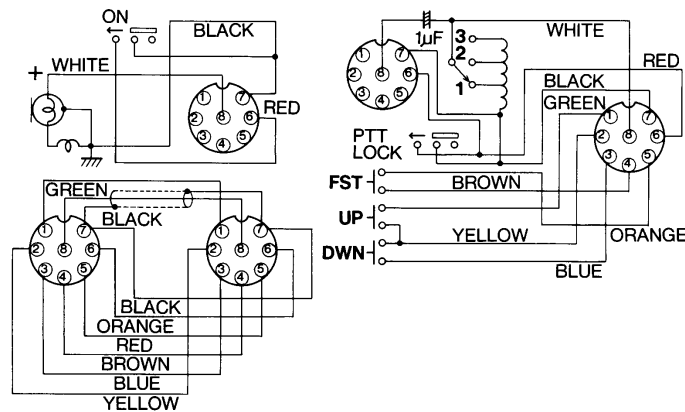 ON
BLACK
+
WHITE
RED
1 7
2 8 6
3 4 5
GREEN
BLACK
1 7
2 8 6
3 4 5
1 7
2 8 6
3 4 5
BLACK
ORANGE
RED
BROWN
BLUE
YELLOW
1µF
WHITE
3
2
1
RED
BLACK
GREEN
1 7
2 8 6
3 4 5
1 7
2 8 6
3 4 5
PTT
LOCK
FST
BROWN
UP
YELLOW
ORANGE
DWN
BLUE